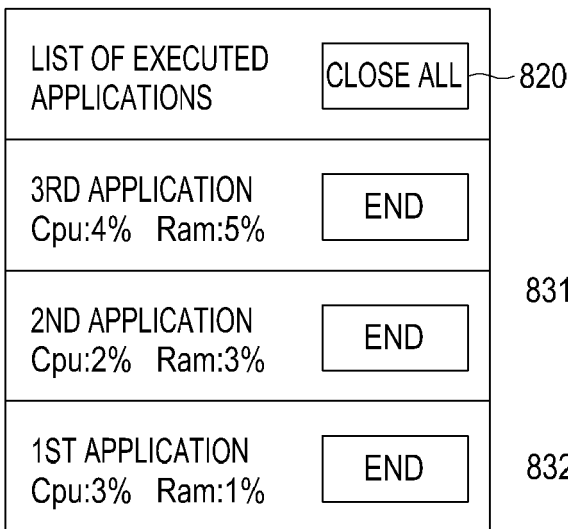 LIST OF EXECUTED
APPLICATIONS
CLOSE ALL
820
3RD APPLICATION
Cpu:4% Ram:5%
END
831
2ND APPLICATION
Cpu:2% Ram:3%
END
1ST APPLICATION
Cpu:3% Ram:1%
END
832